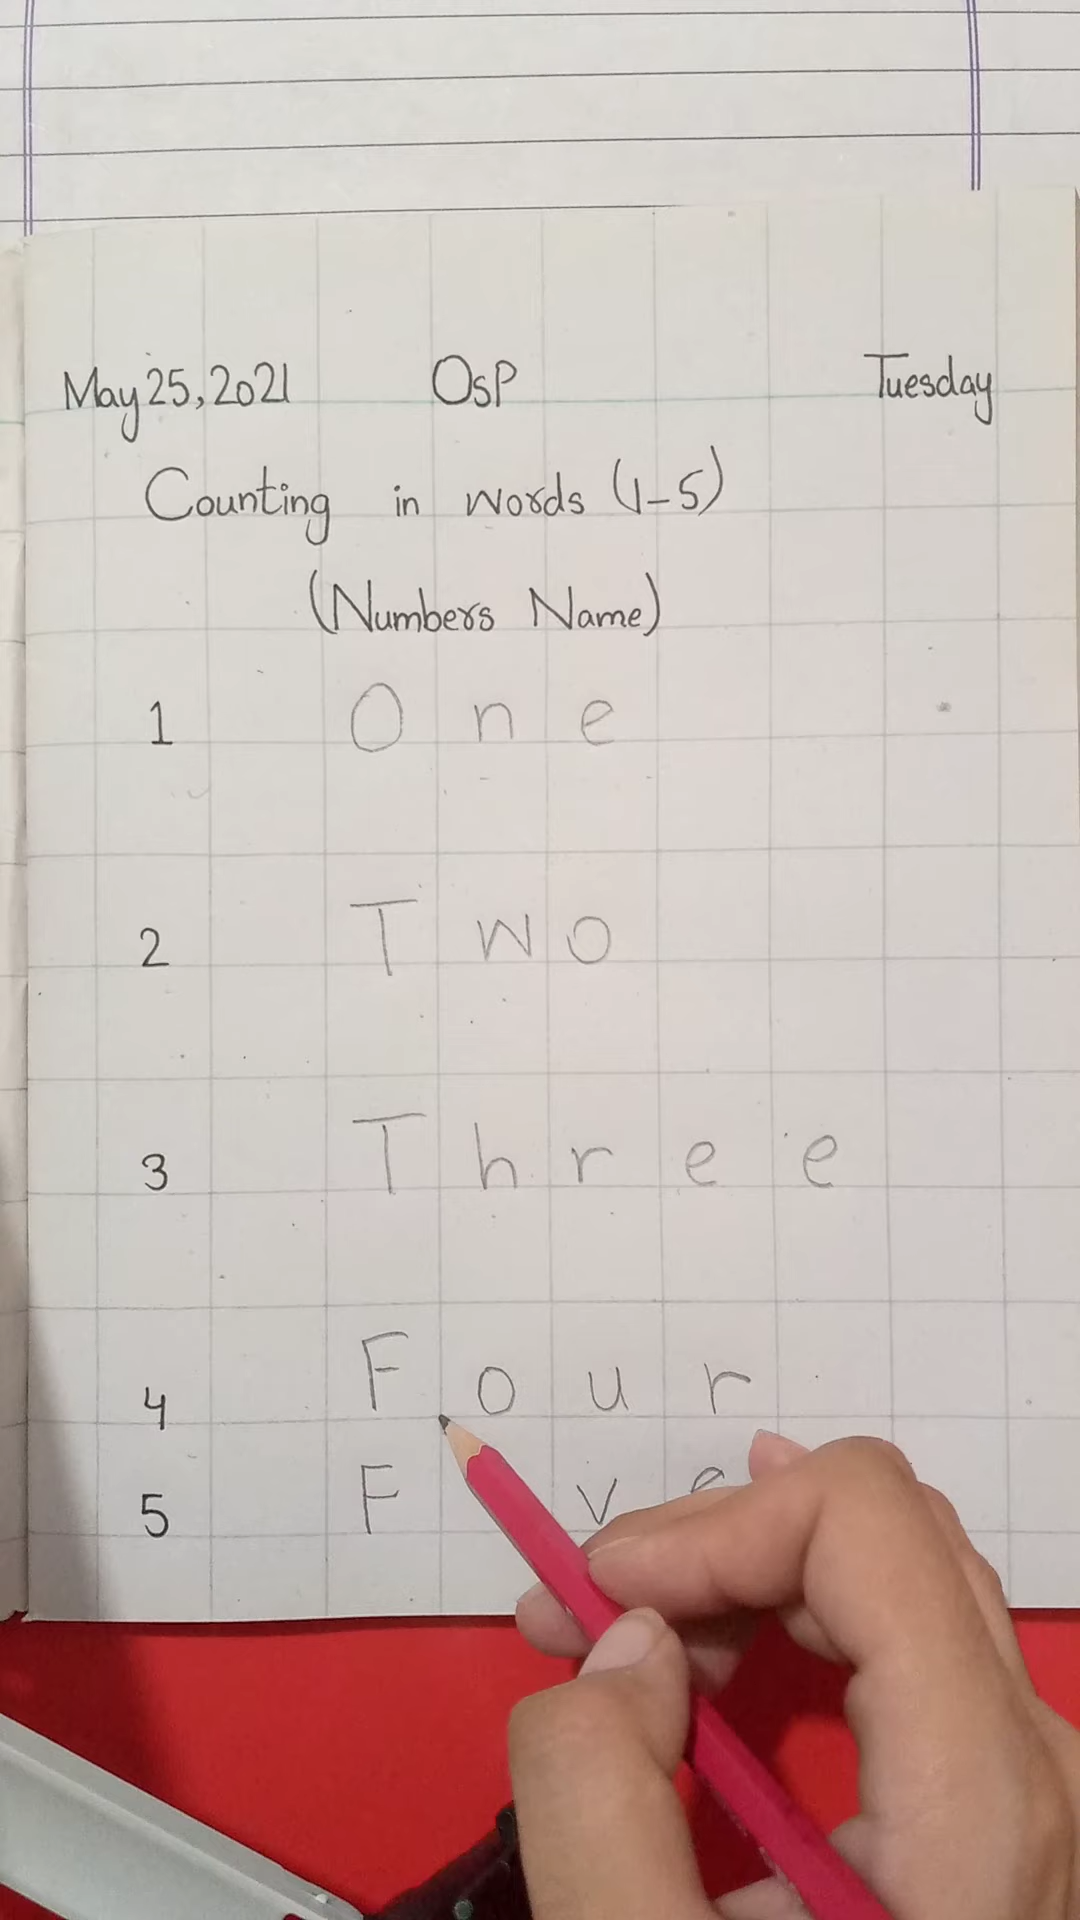 May 25, 2021 OsP Tuesday
Counting in words (1-5)
(Numbers Name)
1 One
2 Two
3 Three
4 Four
5 F ve